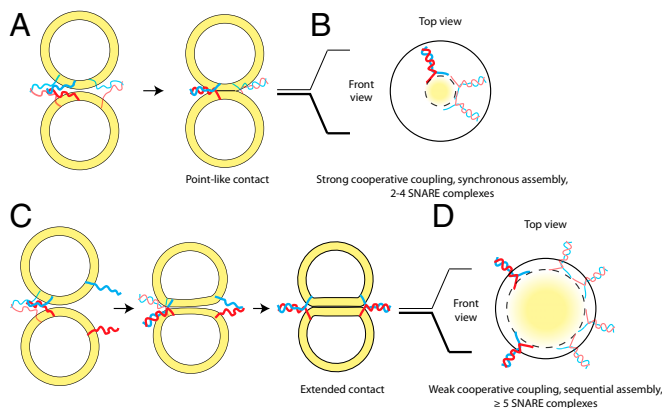 A
B
Top view
Front
view
Point-like contact
Strong cooperative coupling, synchronous assembly,
2-4 SNARE complexes
C
D
Top view
Front
view
Extended contact
Weak cooperative coupling, sequential assembly,
≥ 5 SNARE complexes